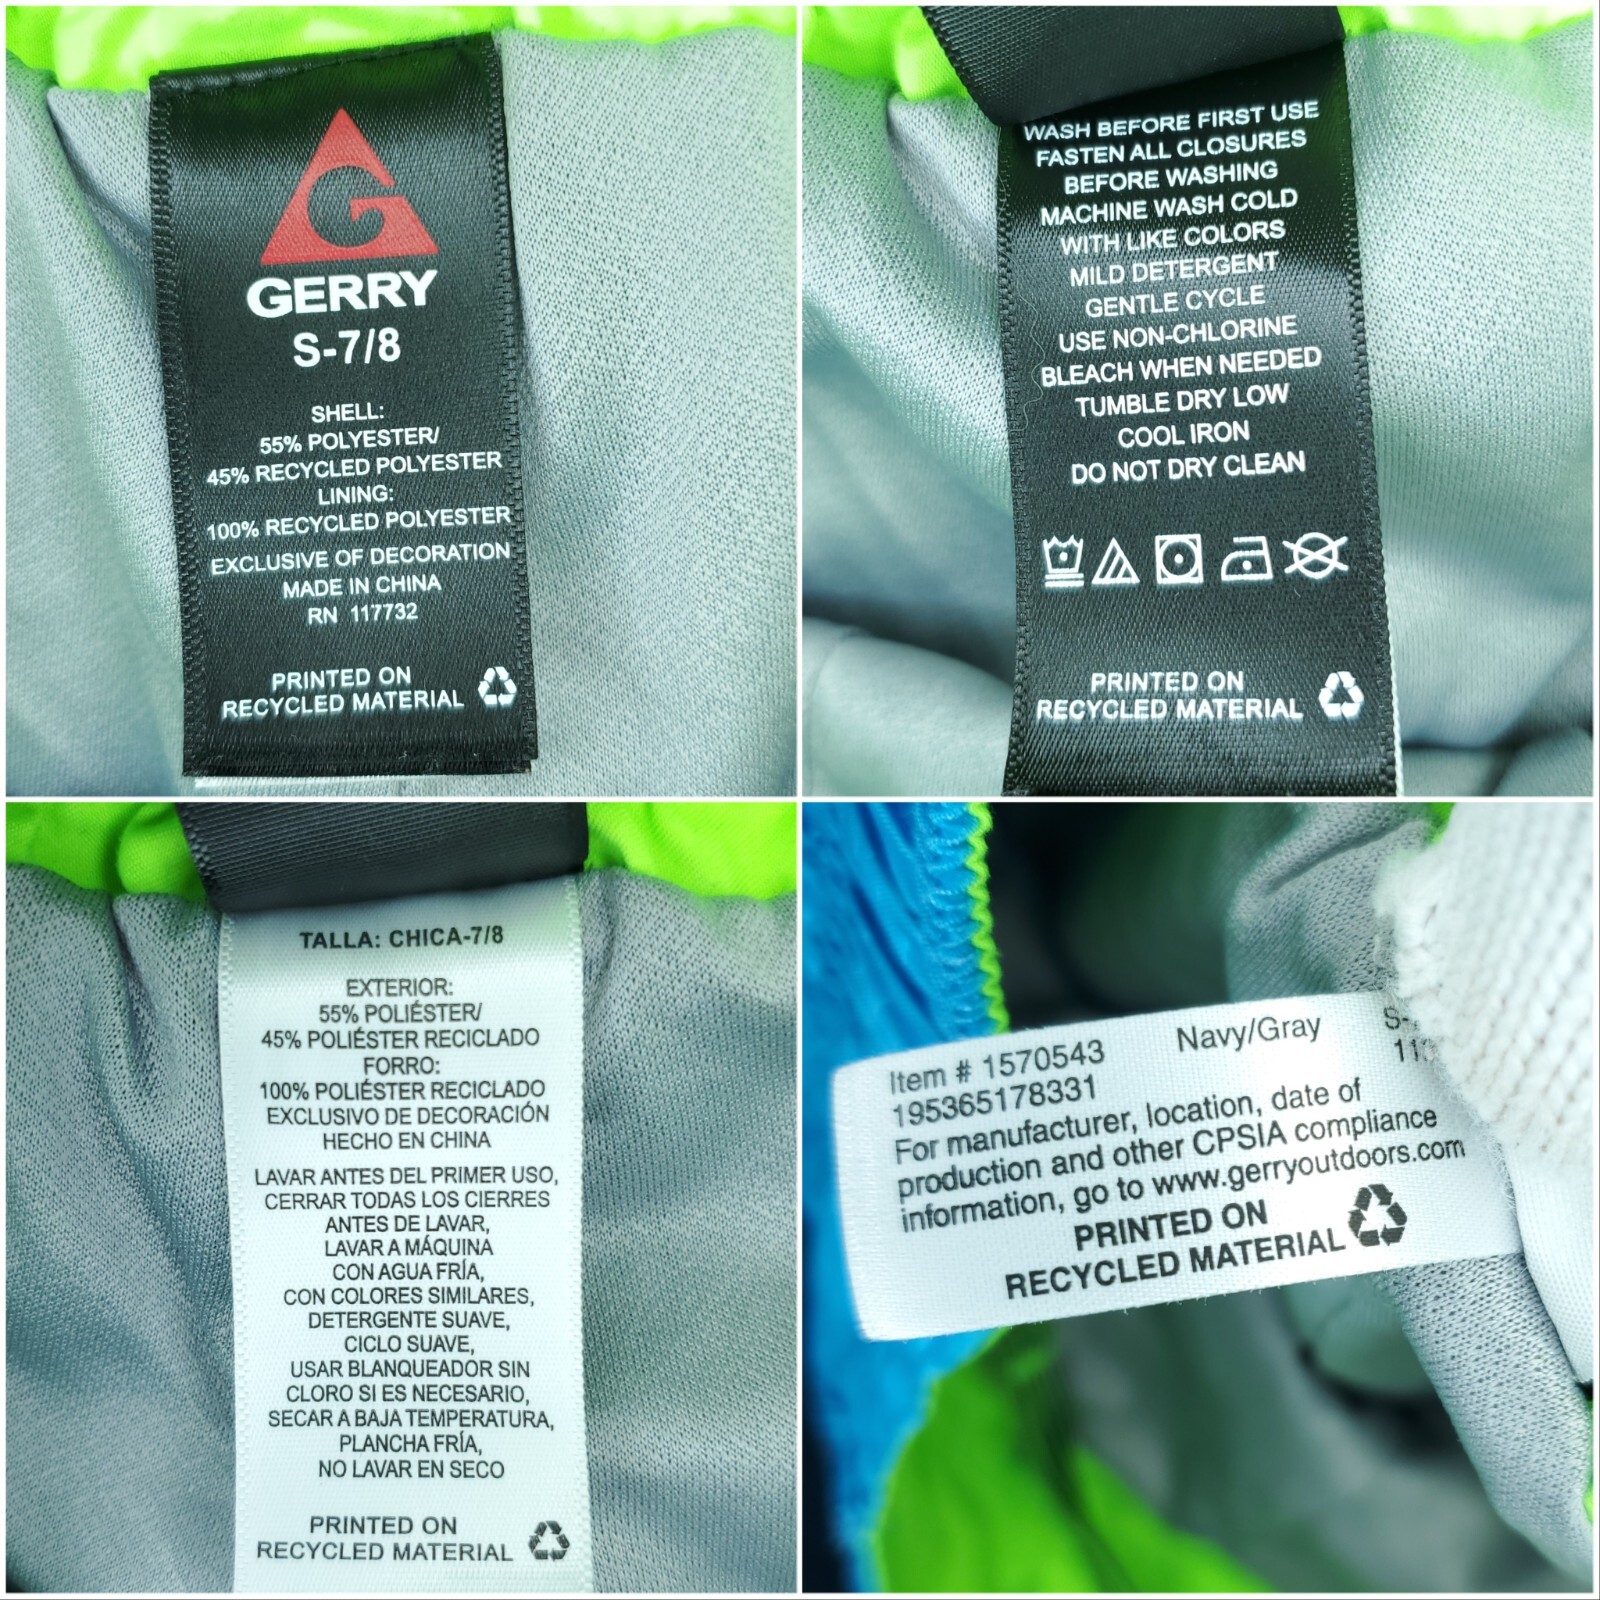 G
GERRY
S-7/8
SHELL:
55% POLYESTER/
45% RECYCLED POLYESTER
LINING:
100% RECYCLED POLYESTER
EXCLUSIVE OF DECORATION
MADE IN CHINA
RN 117732
PRINTED ON
RECYCLED MATERIAL
WASH BEFORE FIRST USE
FASTEN ALL CLOSURES
BEFORE WASHING
MACHINE WASH COLD
WITH LIKE COLORS
MILD DETERGENT
GENTLE CYCLE
USE NON-CHLORINE
BLEACH WHEN NEEDED
TUMBLE DRY LOW
COOL IRON
DO NOT DRY CLEAN
PRINTED ON
RECYCLED MATERIAL
TALLA: CHICA-7/8
EXTERIOR:
55% POLIÉSTER/
45% POLIÉSTER RECICLADO
FORRO:
100% POLIÉSTER RECICLADO
EXCLUSIVO DE DECORACIÓN
HECHO EN CHINA
LAVAR ANTES DEL PRIMER USO,
CERRAR TODAS LOS CIERRES
ANTES DE LAVAR,
LAVAR A MÁQUINA
CON AGUA FRÍA,
CON COLORES SIMILARES,
DETERGENTE SUAVE,
CICLO SUAVE,
USAR BLANQUEADOR SIN
CLORO SI ES NECESARIO,
SECAR A BAJA TEMPERATURA,
PLANCHA FRÍA,
NO LAVAR EN SECO
PRINTED ON
RECYCLED MATERIAL
Item # 1570543 Navy/Gray
195365178331
For manufacturer, location, date of
production and other CPSIA compliance
information, go to www.gerryoutdoors.com
PRINTED ON
RECYCLED MATERIAL